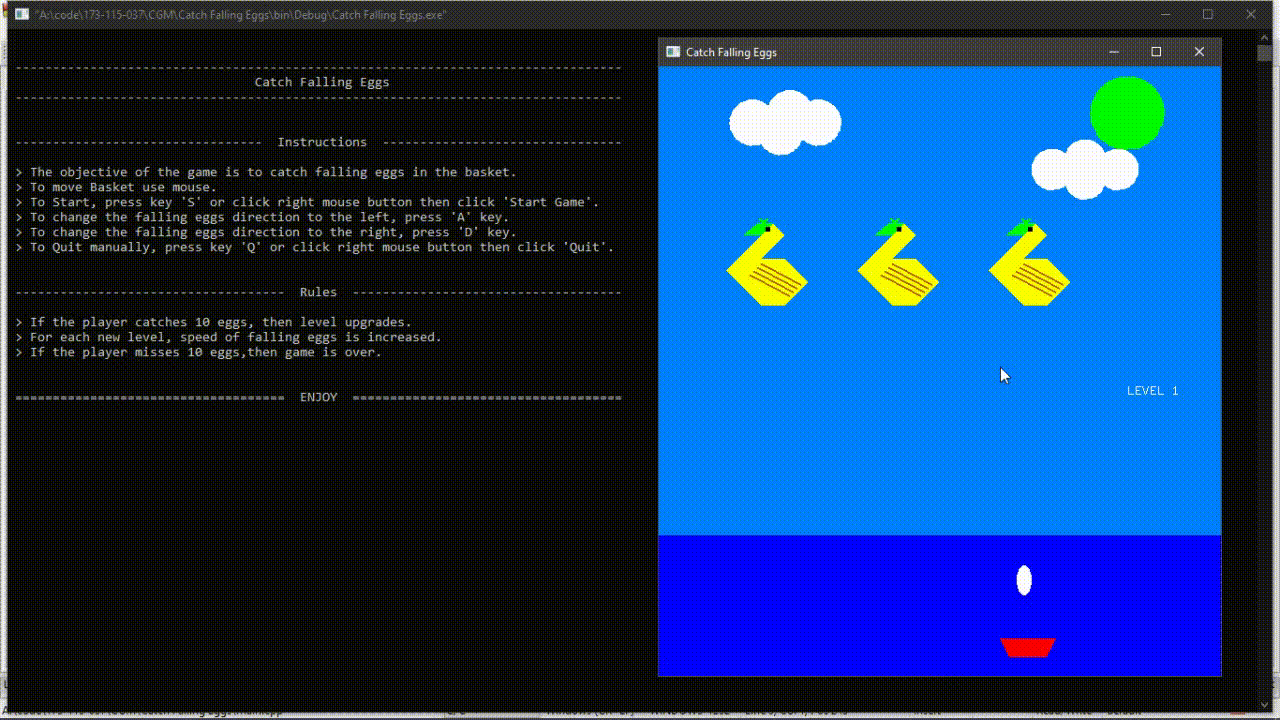 "A:\code\173-115-037\CGM\Catch Falling Eggs\bin\Debug\Catch Falling Eggs.exe"
Catch Falling Eggs
Instructions
> The objective of the game is to catch falling eggs in the basket.
> To move Basket use mouse.
> To Start, press key 'S' or click right mouse button then click 'Start Game'.
> To change the falling eggs direction to the left, press 'A' key.
> To change the falling eggs direction to the right, press 'D' key.
> To Quit manually, press key 'Q' or click right mouse button then click 'Quit'.
Rules
> If the player catches 10 eggs, then level upgrades.
> For each new level, speed of falling eggs is increased.
> If the player misses 10 eggs,then game is over.
ENJOY
Catch Falling Eggs
LEVEL 1